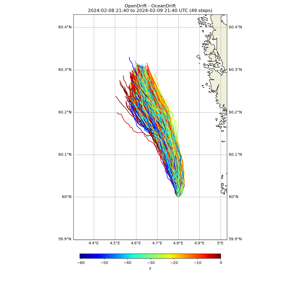 OpenDrift - OceanDrift
2024-02-08 21:40 to 2024-02-09 21:40 UTC (49 steps)
60.4°N 60.4°N
60.3°N 60.3°N
60.2°N 60.2°N
60.1°N 60.1°N
60°N 60°N
59.9°N 59.9°N
4.4°E 4.5°E 4.6°E 4.7°E 4.8°E 4.9°E 5°E
−60 −50 −40 −30 −20 −10 0
z